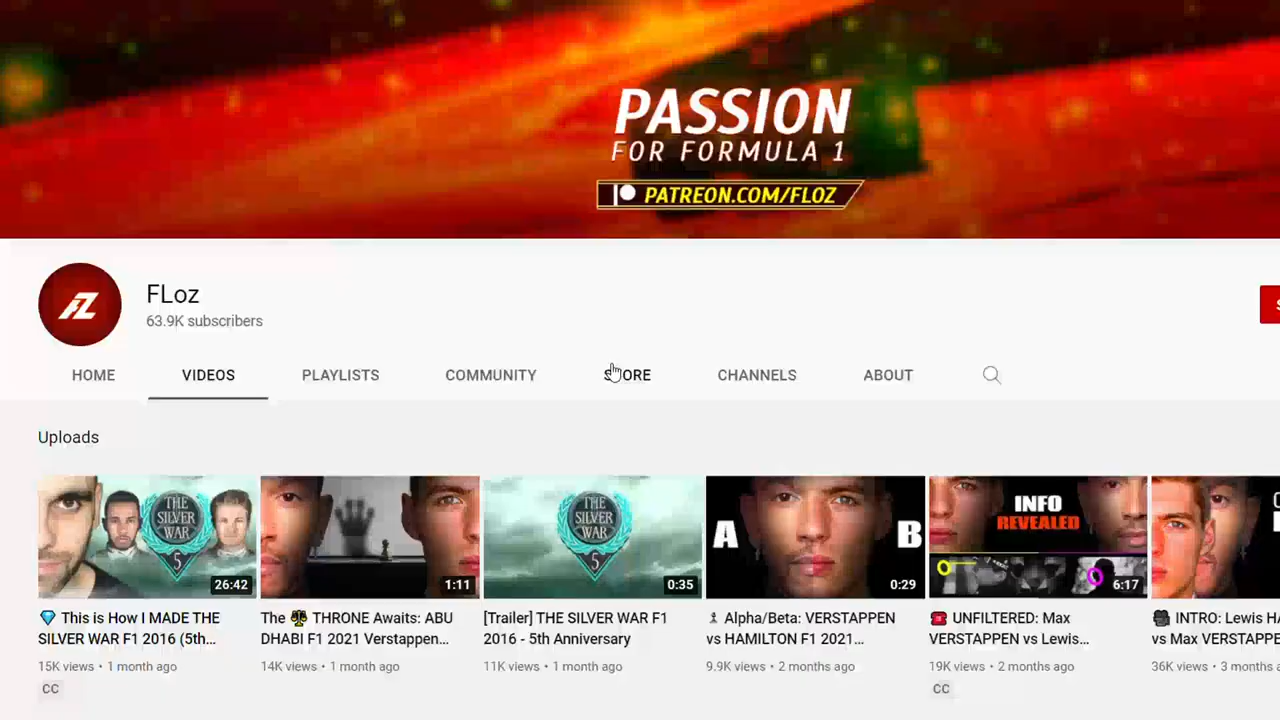 PASSION
FOR FORMULA 1
PATREON.COM/FLOZ
FZ
FLoz
63.9K subscribers
HOME VIDEOS PLAYLISTS COMMUNITY STORE CHANNELS ABOUT
Uploads
THE SILVER WAR 5
26:42
1:11
THE SILVER WAR 5
0:35
A B
0:29
INFO
REVEALED
6:17
This is How I MADE THE
SILVER WAR F1 2016 (5th...
15K views • 1 month ago
CC
The THRONE Awaits: ABU
DHABI F1 2021 Verstappen...
14K views • 1 month ago
[Trailer] THE SILVER WAR F1
2016 - 5th Anniversary
11K views • 1 month ago
Alpha/Beta: VERSTAPPEN
vs HAMILTON F1 2021...
9.9K views • 2 months ago
UNFILTERED: Max
VERSTAPPEN vs Lewis...
19K views • 2 months ago
CC
INTRO: Lewis HA
vs Max VERSTAPPE
36K views • 3 months a